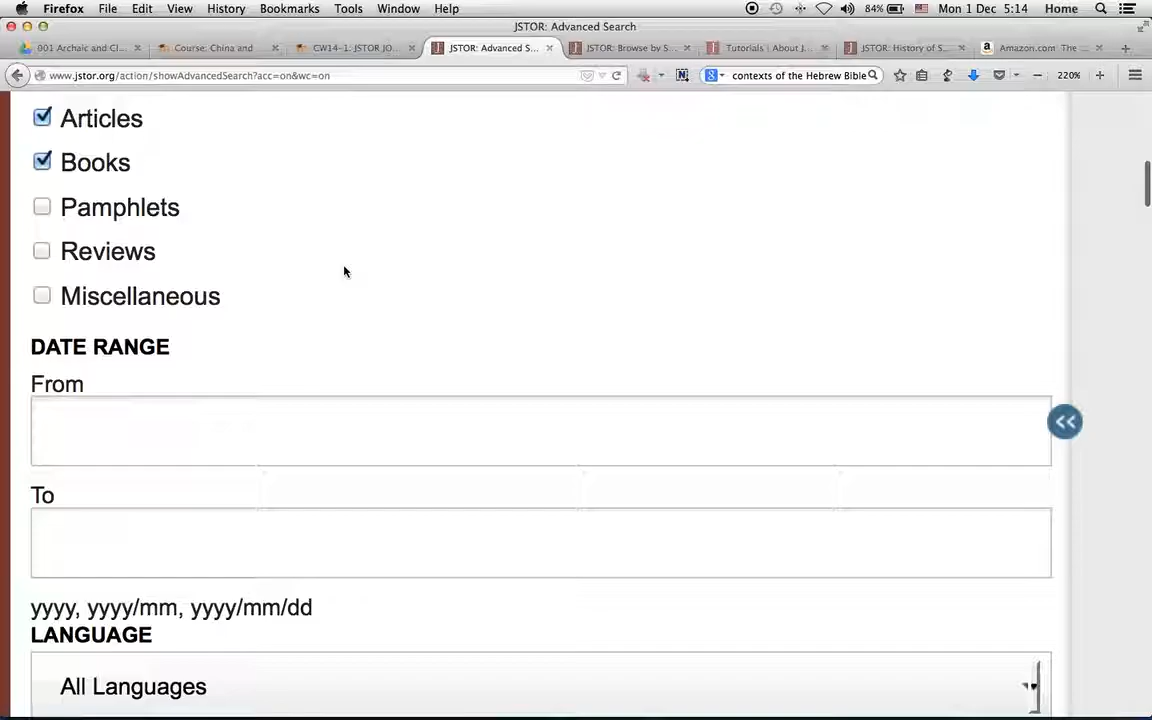 Firefox File Edit View History Bookmarks Tools Window Help 84% Mon 1 Dec 5:14 Home
JSTOR: Advanced Search
001 Archaic and Cl... Course: China and CW14-1: JSTOR JO... JSTOR: Advanced S... JSTOR: Browse by S... Tutorials | About J... JSTOR: History of S... Amazon.com: The ...
www.jstor.org/action/showAdvancedSearch?acc=on&wc=on contexts of the Hebrew Bible 220%
Articles
Books
Pamphlets
Reviews
Miscellaneous
DATE RANGE
From
To
yyyy, yyyy/mm, yyyy/mm/dd
LANGUAGE
All Languages